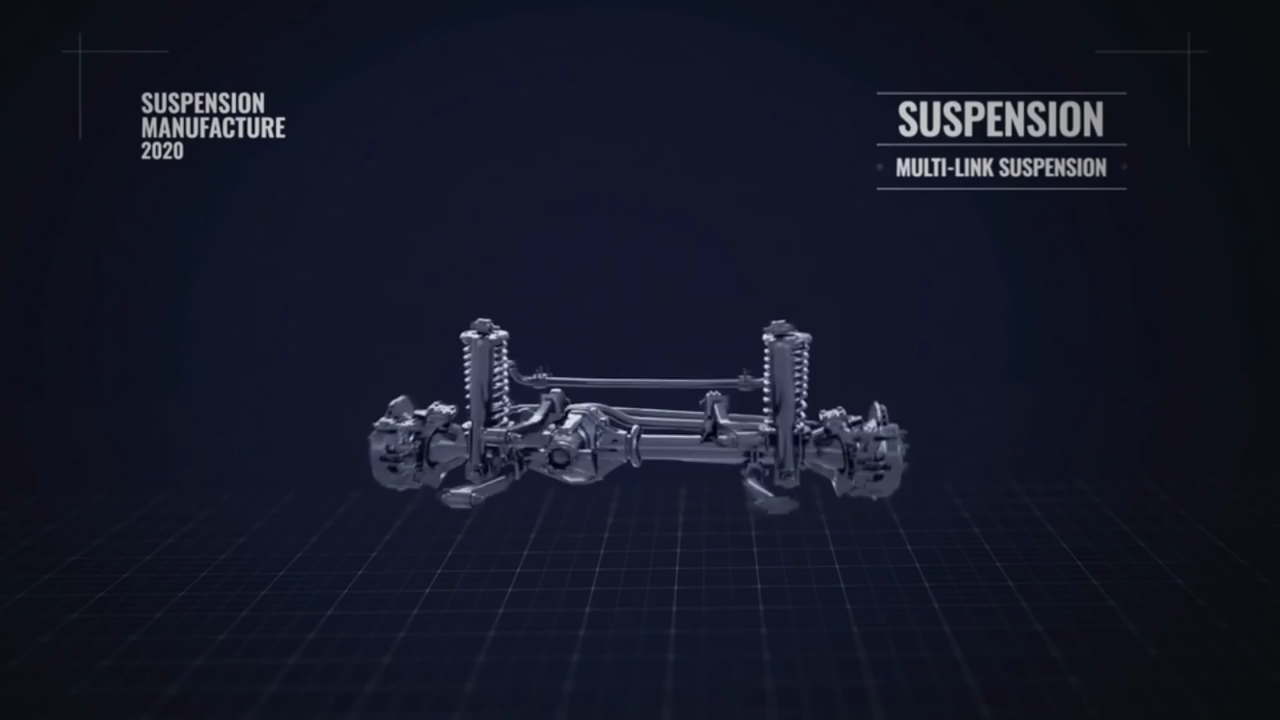 SUSPENSION
MANUFACTURE
2020
SUSPENSION
MULTI-LINK SUSPENSION